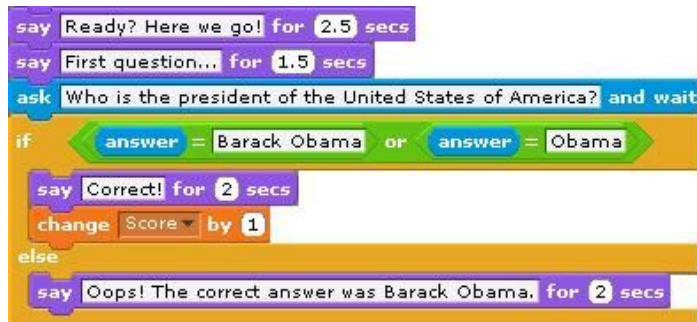 say Ready? Here we go! for 2.5 secs
say First question... for 1.5 secs
ask Who is the president of the United States of America? and wait
if answer = Barack Obama or answer = Obama
say Correct! for 2 secs
change Score by 1
else
say Oops! The correct answer was Barack Obama. for 2 secs